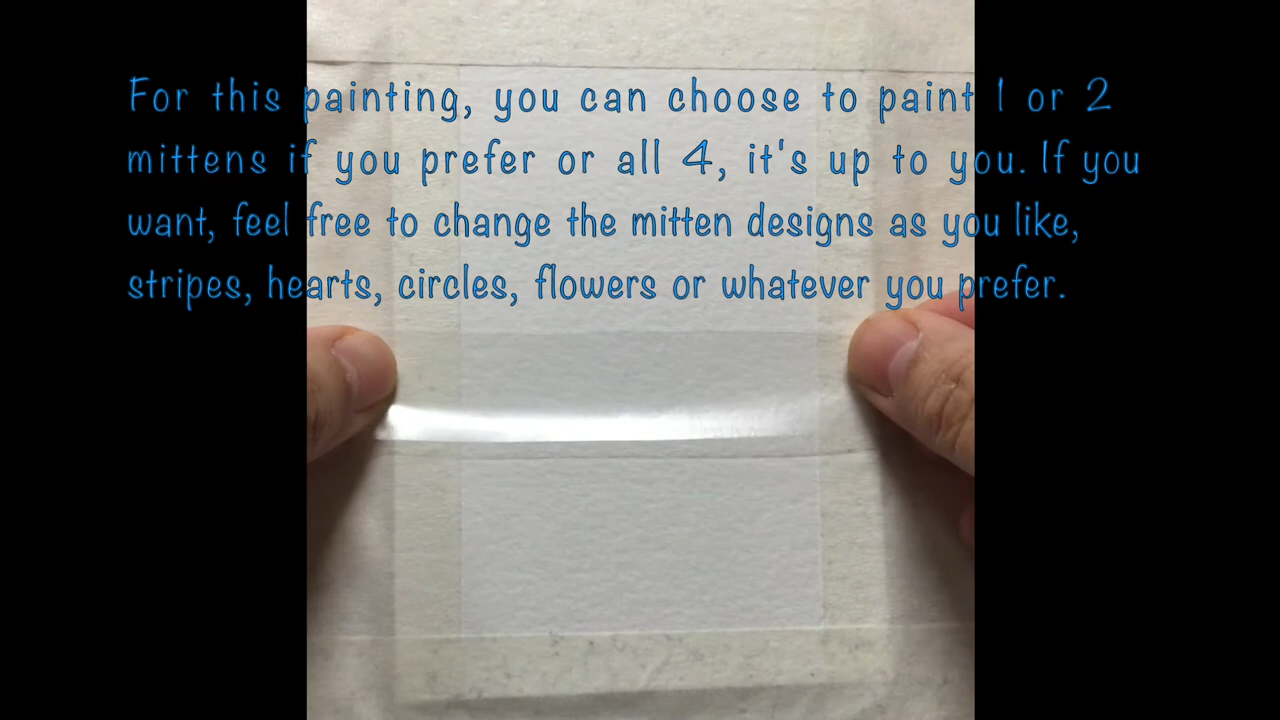 For this painting, you can choose to paint 1 or 2
mittens if you prefer or all 4, it's up to you. If you
want, feel free to change the mitten designs as you like,
stripes, hearts, circles, flowers or whatever you prefer.